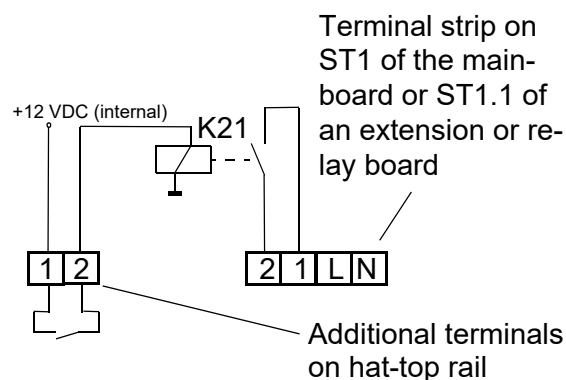 Terminal strip on
ST1 of the main-
board or ST1.1 of
an extension or re-
lay board
+12 VDC (internal)
K21
1 2
2 1 L N
Additional terminals
on hat-top rail